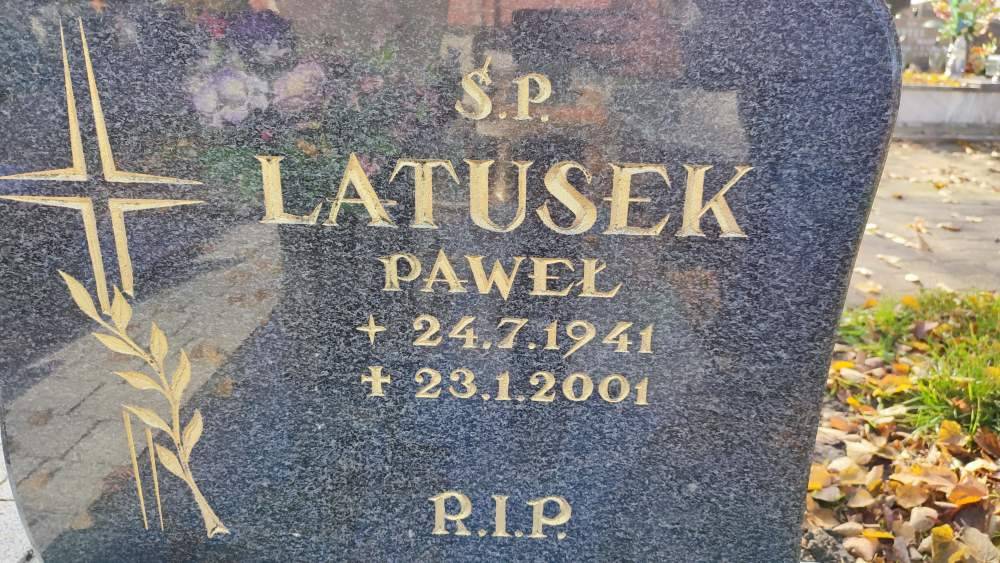 Ś.P.
LATUSEK
PAWEŁ
24.7.1941
✝ 23.1.2001
R.I.P.